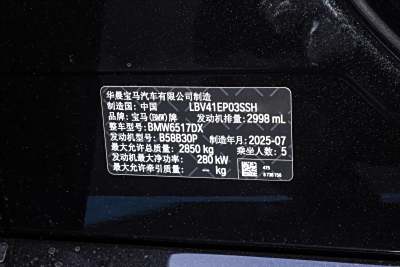 华晨宝马汽车有限公司制造
制造国: 中国 LBV41EP03SSH
品牌: 宝马(BMW)牌 发动机排量: 2998 mL
整车型号: BMW6517DX
发动机型号: B58B30P 制造年月: 2025-07
最大允许总质量: 2850 kg 乘坐人数: 5
发动机最大净功率: 280 kW
最大允许牵引质量: -- kg